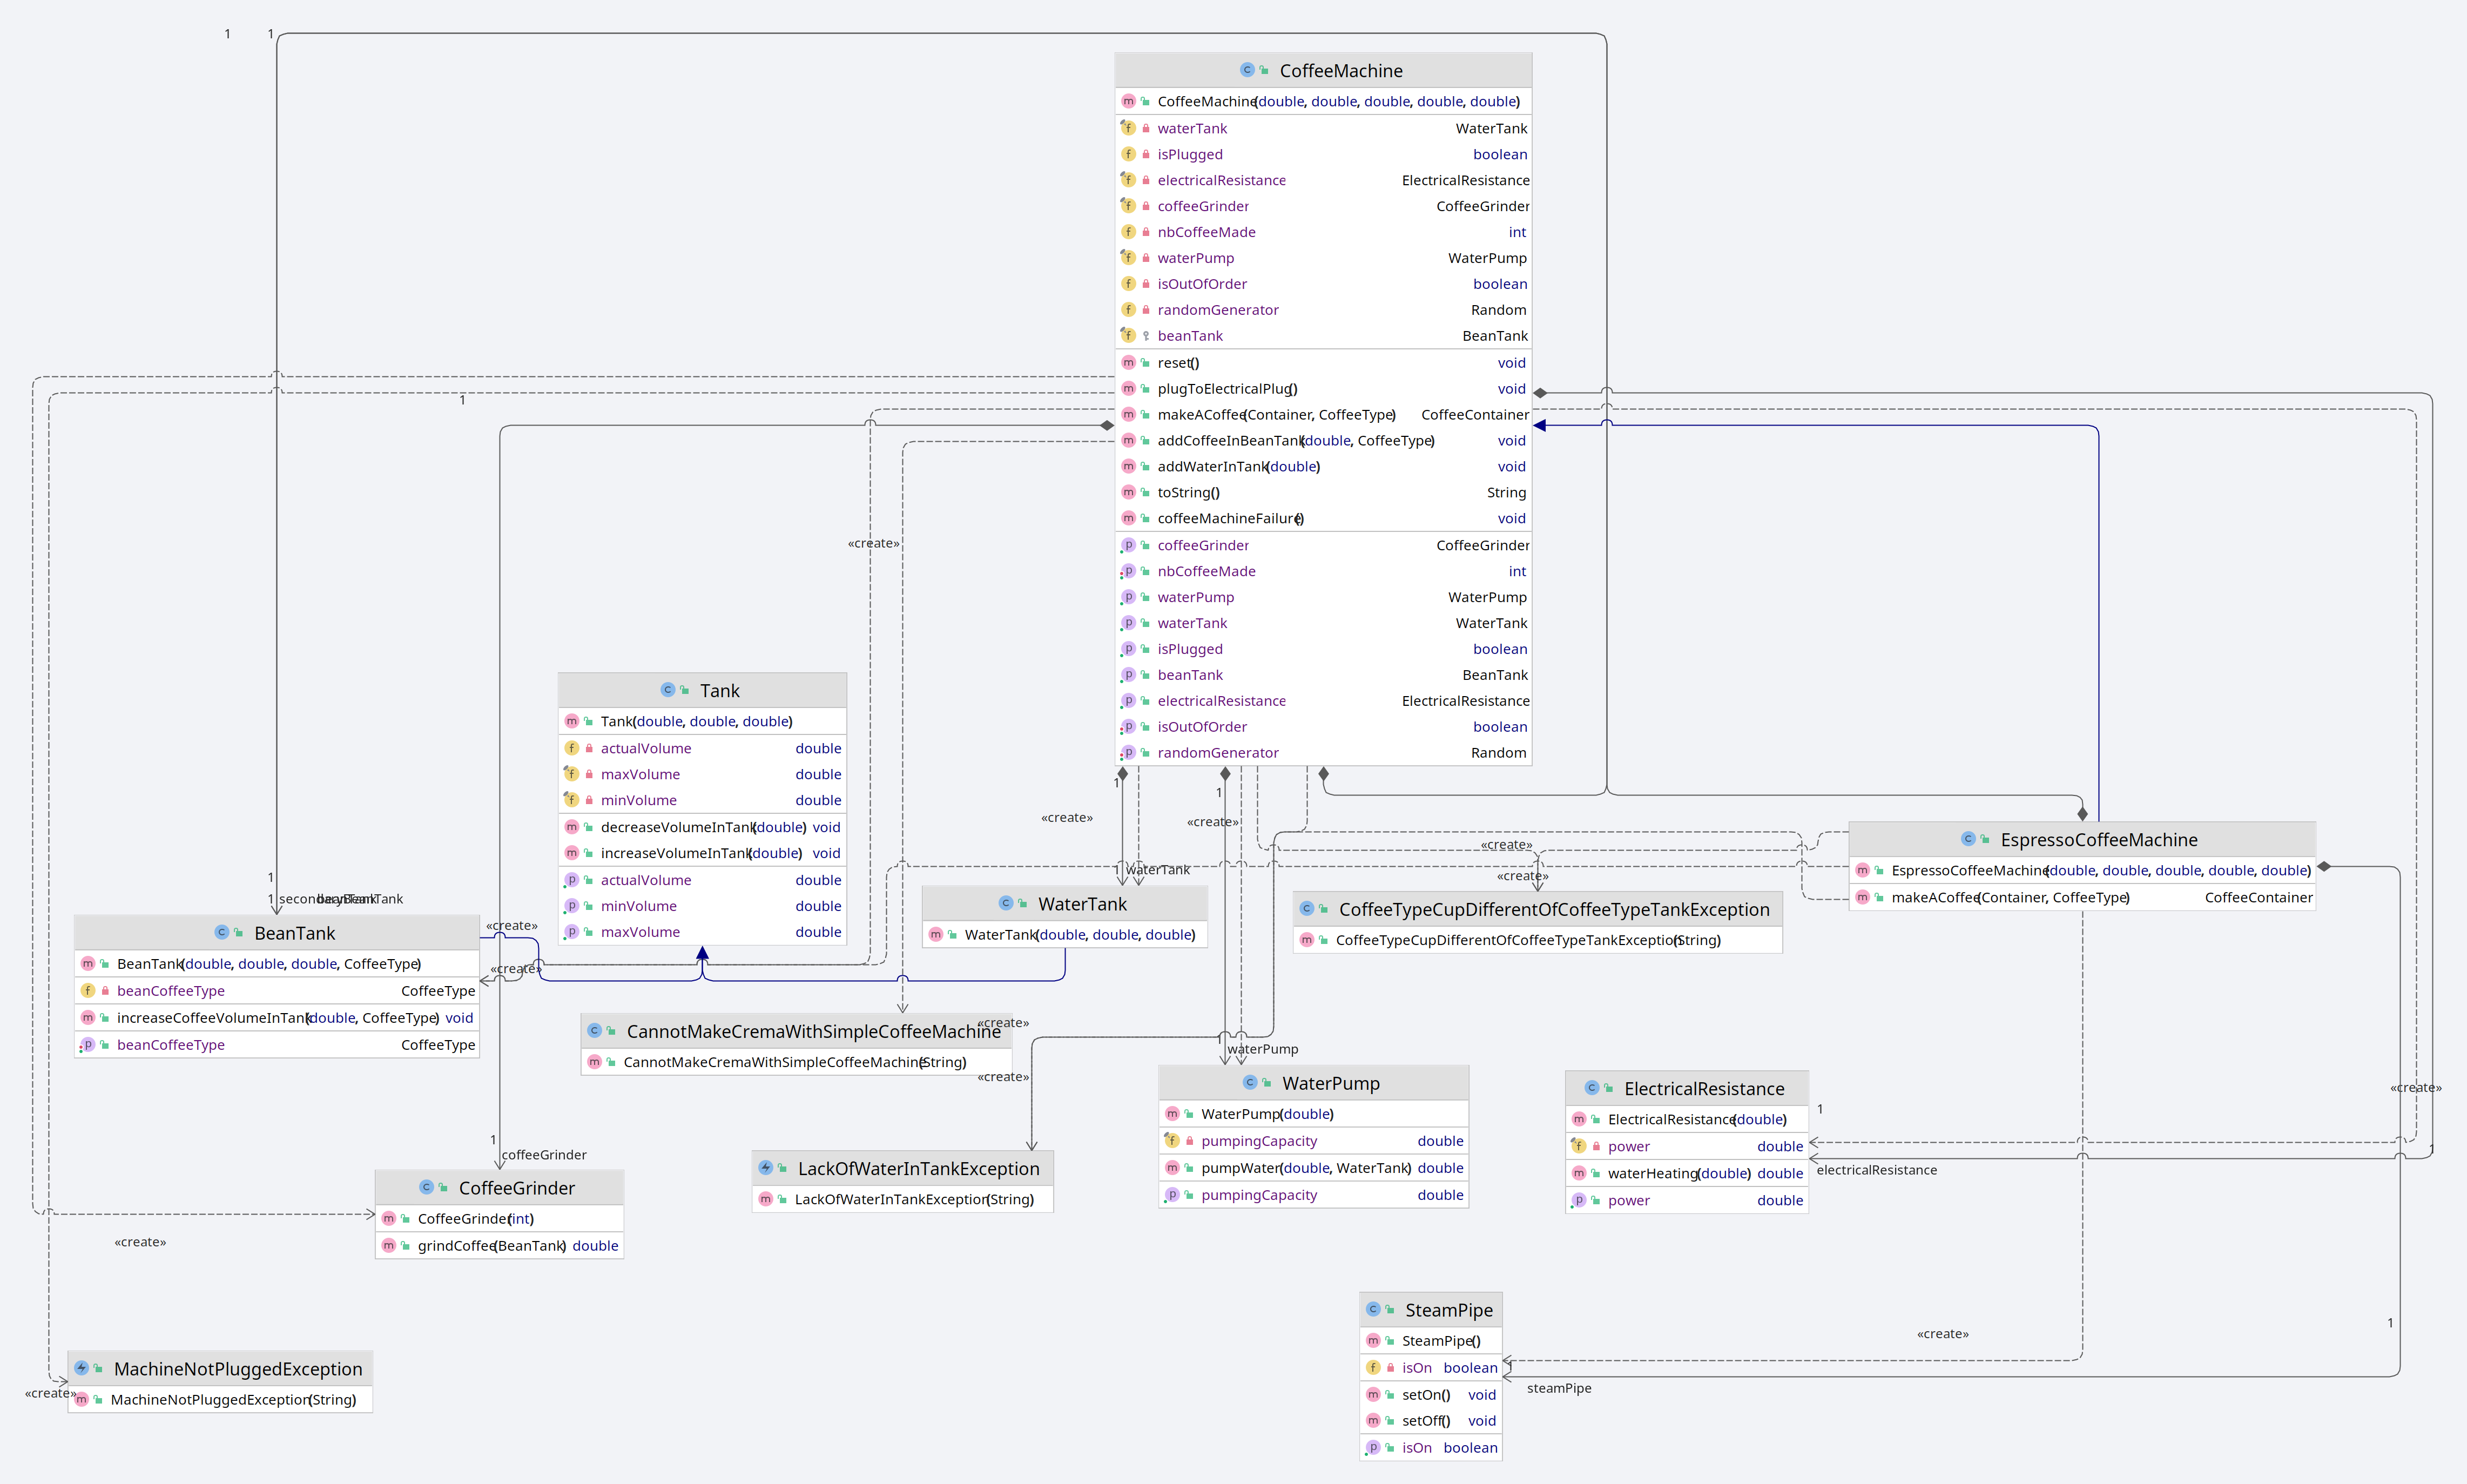 1 1
CoffeeMachine
CoffeeMachine(double, double, double, double, double)
waterTank WaterTank
isPlugged boolean
electricalResistance ElectricalResistance
coffeeGrinder CoffeeGrinder
nbCoffeeMade int
waterPump WaterPump
isOutOfOrder boolean
randomGenerator Random
beanTank BeanTank
reset() void
plugToElectricalPlug() void
makeACoffee(Container, CoffeeType) CoffeeContainer
addCoffeeInBeanTank(double, CoffeeType) void
addWaterInTank(double) void
toString() String
coffeeMachineFailure() void
coffeeGrinder CoffeeGrinder
nbCoffeeMade int
waterPump WaterPump
waterTank WaterTank
isPlugged boolean
beanTank BeanTank
electricalResistance ElectricalResistance
isOutOfOrder boolean
randomGenerator Random
1
«create»
Tank
Tank(double, double, double)
actualVolume double
maxVolume double
minVolume double
decreaseVolumeInTank(double) void
increaseVolumeInTank(double) void
actualVolume double
minVolume double
maxVolume double
1
1
«create»
«create»
«create»
«create»
1 waterTank
EspressoCoffeeMachine
EspressoCoffeeMachine(double, double, double, double, double)
makeACoffee(Container, CoffeeType) CoffeeContainer
1
1 secondaryBeanTank
beanTank
BeanTank
BeanTank(double, double, double, CoffeeType)
beanCoffeeType CoffeeType
increaseCoffeeVolumeInTank(double, CoffeeType) void
beanCoffeeType CoffeeType
«create»
«create»
WaterTank
WaterTank(double, double, double)
CoffeeTypeCupDifferentOfCoffeeTypeTankException
CoffeeTypeCupDifferentOfCoffeeTypeTankException(String)
CannotMakeCremaWithSimpleCoffeeMachine
CannotMakeCremaWithSimpleCoffeeMachine(String)
«create»
«create»
1 waterPump
WaterPump
WaterPump(double)
pumpingCapacity double
pumpWater(double, WaterTank) double
pumpingCapacity double
ElectricalResistance
ElectricalResistance(double)
power double
waterHeating(double) double
power double
1
electricalResistance
«create»
1
1
coffeeGrinder
CoffeeGrinder
CoffeeGrinder(int)
grindCoffee(BeanTank) double
LackOfWaterInTankException
LackOfWaterInTankException(String)
«create»
SteamPipe
SteamPipe()
isOn boolean
setOn() void
setOff() void
isOn boolean
«create»
1
1
steamPipe
MachineNotPluggedException
MachineNotPluggedException(String)
«create»